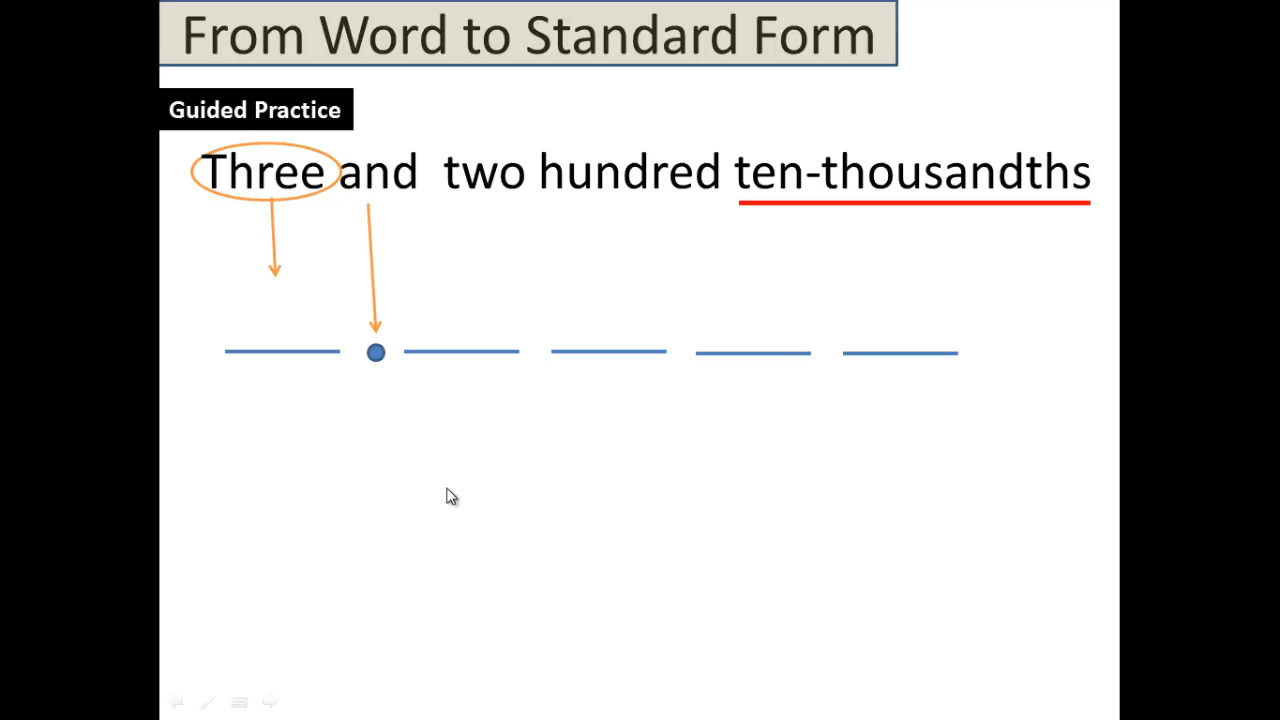 From Word to Standard Form
Guided Practice
Three and two hundred ten-thousandths